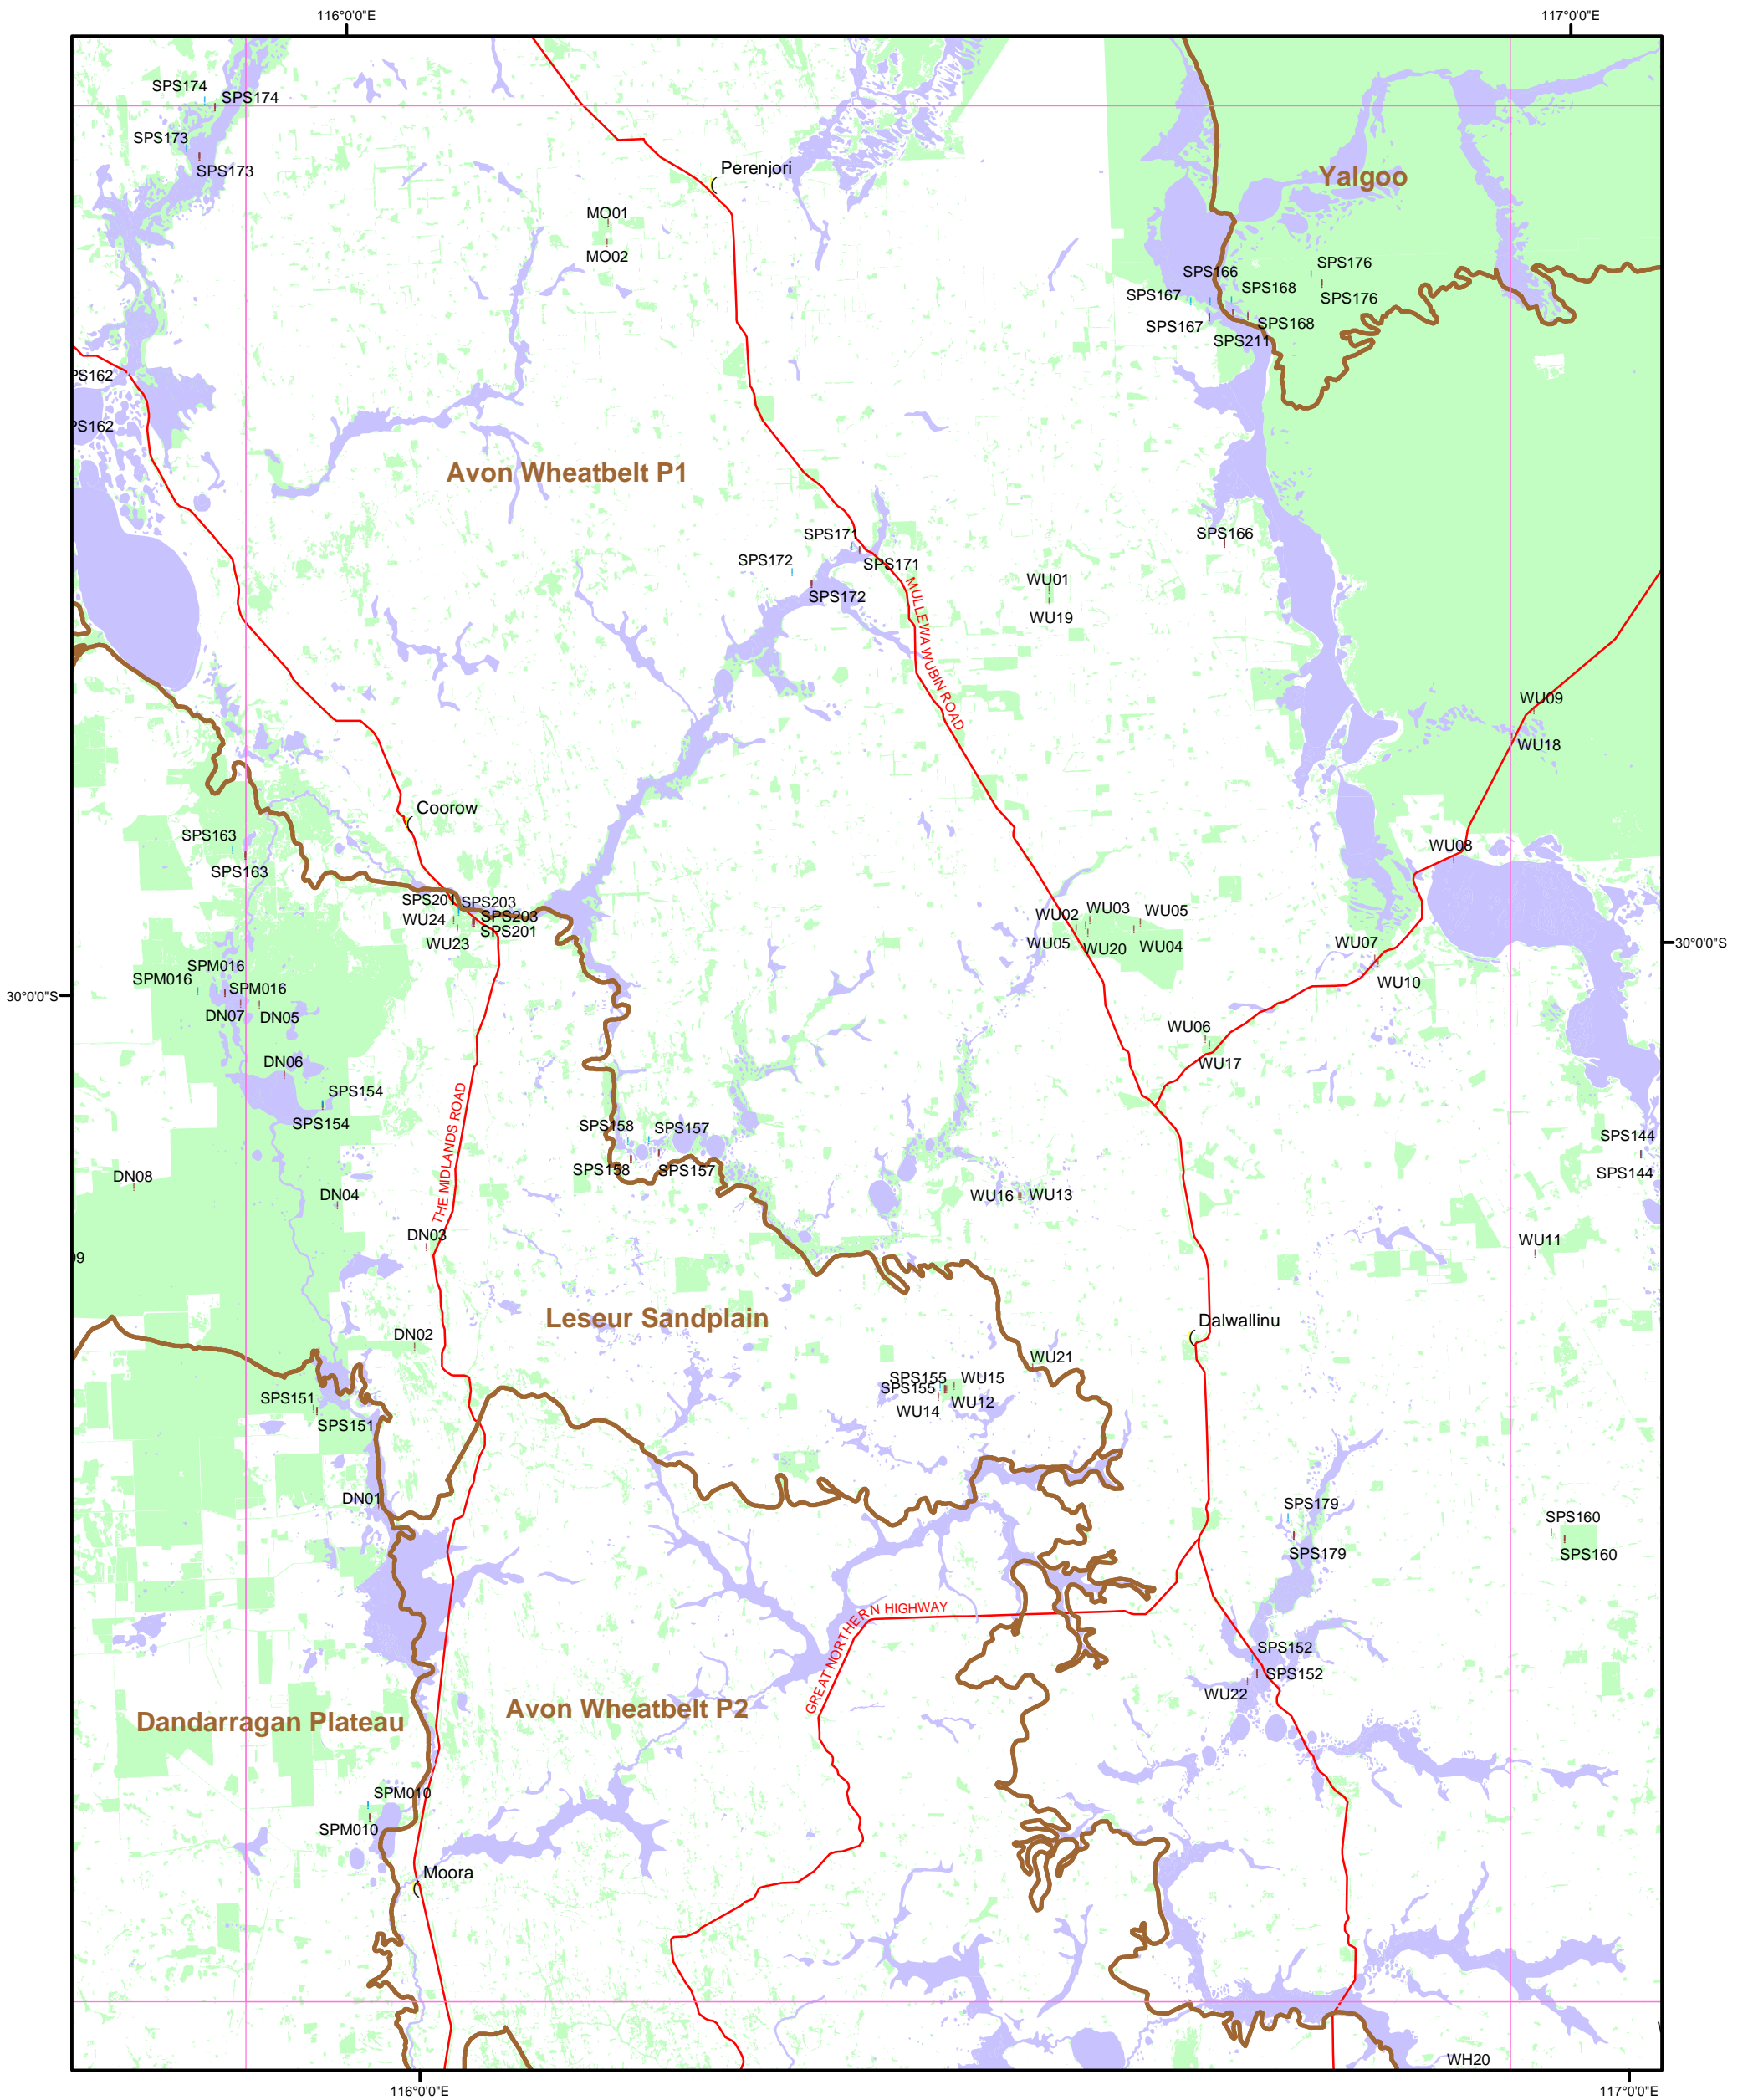 116°0'0"E
117°0'0"E
SPS174
SPS174
SPS173
SPS173
Perenjori
Yalgoo
MO01
MO02
SPS166
SPS176
SPS168
SPS167
SPS176
SPS167
SPS168
SPS211
PS162
PS162
Avon Wheatbelt P1
SPS171
SPS166
SPS172
SPS171
WU01
SPS172
WU19
MULLEWA WUBIN ROAD
WU09
WU18
Coorow
SPS163
WU08
SPS163
SPS201
SPS203
WU24
SPS203
SPS201
WU23
WU02
WU03
WU05
WU05
WU20
WU04
WU07
30°0'0"S
SPM016
SPM016
SPM016
WU10
30°0'0"S
DN07
DN05
WU06
WU17
DN06
SPS154
SPS154
THE MIDLANDS ROAD
SPS158
SPS157
SPS144
SPS158
SPS157
SPS144
DN08
DN04
WU16
WU13
DN03
WU11
09
Leseur Sandplain
Dalwallinu
DN02
WU21
SPS155
WU15
SPS155
SPS151
WU12
WU14
SPS151
DN01
SPS179
SPS160
SPS179
SPS160
GREAT NORTHERN HIGHWAY
SPS152
SPS152
WU22
Dandarragan Plateau
Avon Wheatbelt P2
SPM010
SPM010
Moora
WH20
116°0'0"E
117°0'0"E